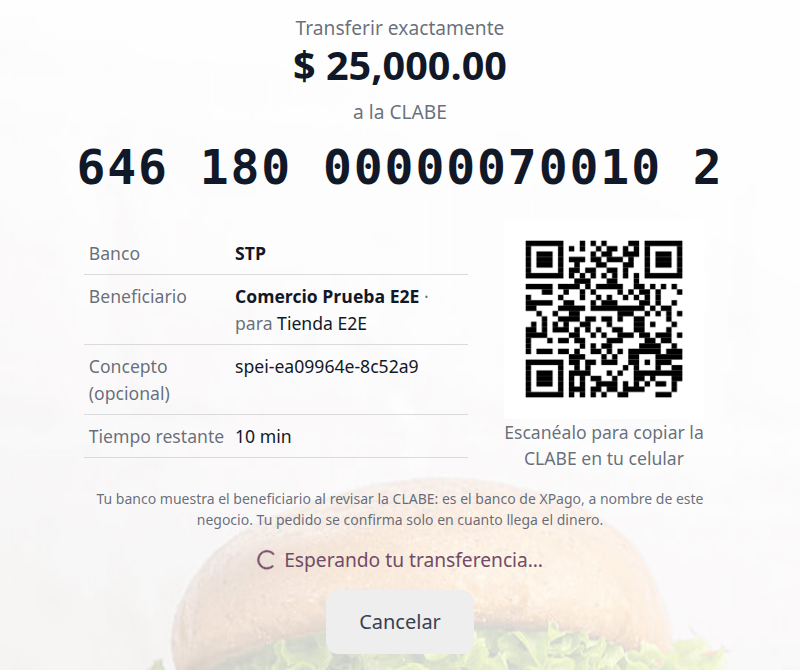 Transferir exactamente
$ 25,000.00
a la CLABE
646 180 00000070010 2
Banco STP
Beneficiario Comercio Prueba E2E ·
para Tienda E2E
Concepto spei-ea09964e-8c52a9
(opcional)
Tiempo restante 10 min
Escanéalo para copiar la
CLABE en tu celular
Tu banco muestra el beneficiario al revisar la CLABE: es el banco de XPago, a nombre de este
negocio. Tu pedido se confirma solo en cuanto llega el dinero.
Esperando tu transferencia...
Cancelar